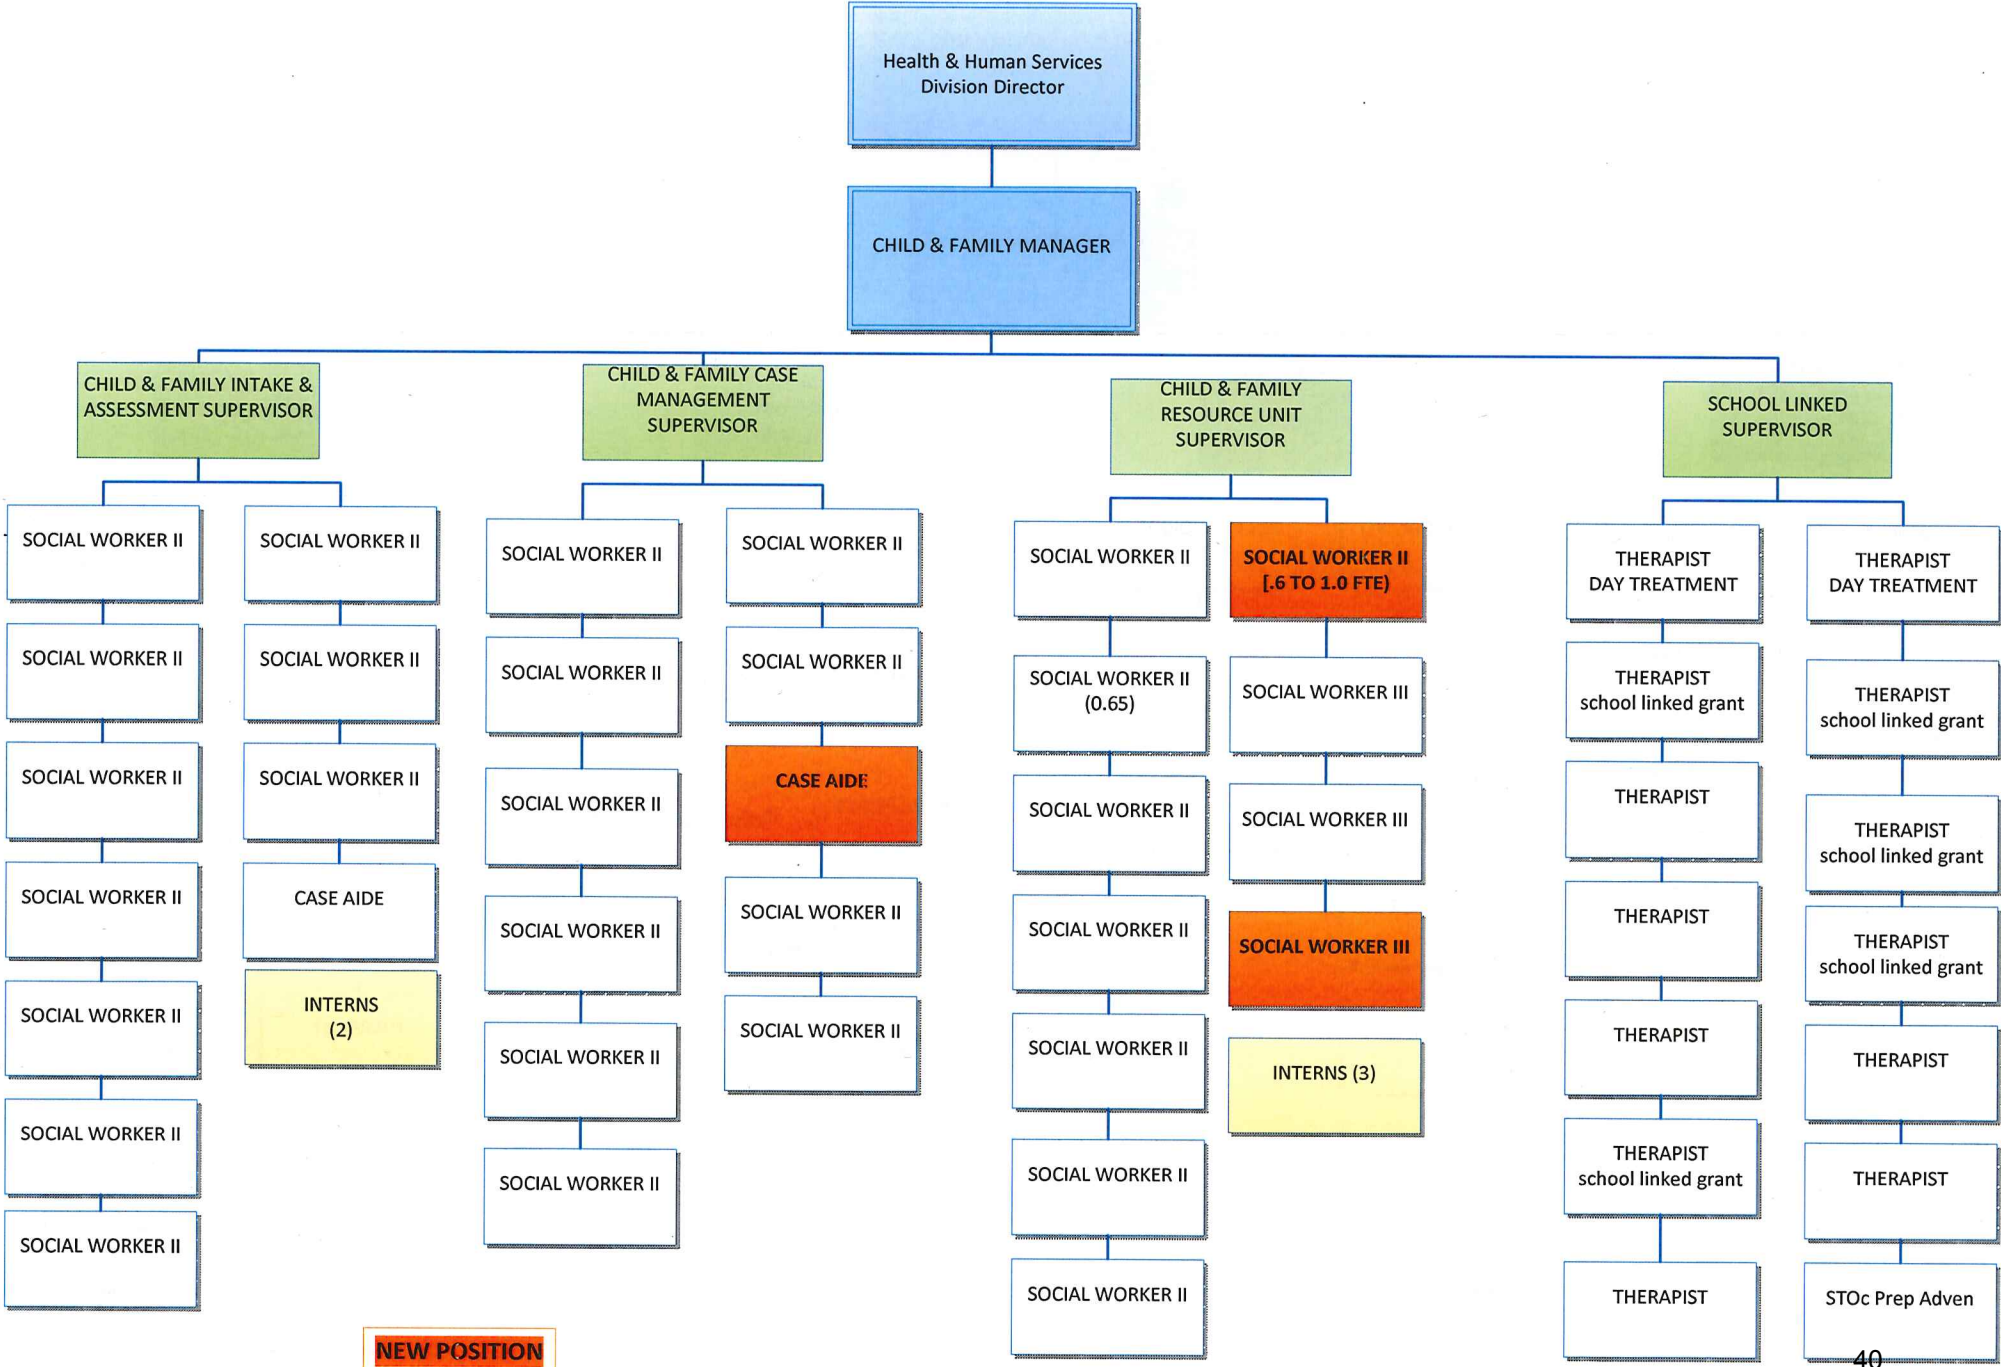 Health & Human Services
Division Director
CHILD & FAMILY MANAGER
CHILD & FAMILY INTAKE &
ASSESSMENT SUPERVISOR
SOCIAL WORKER II
SOCIAL WORKER II
SOCIAL WORKER II
SOCIAL WORKER II
SOCIAL WORKER II
SOCIAL WORKER II
SOCIAL WORKER II
SOCIAL WORKER II
SOCIAL WORKER II
SOCIAL WORKER II
CASE AIDE
INTERNS
(2)
CHILD & FAMILY CASE
MANAGEMENT
SUPERVISOR
SOCIAL WORKER II
SOCIAL WORKER II
SOCIAL WORKER II
SOCIAL WORKER II
SOCIAL WORKER II
SOCIAL WORKER II
SOCIAL WORKER II
SOCIAL WORKER II
CASE AIDE
SOCIAL WORKER II
SOCIAL WORKER II
CHILD & FAMILY
RESOURCE UNIT
SUPERVISOR
SOCIAL WORKER II
SOCIAL WORKER II
(0.65)
SOCIAL WORKER II
SOCIAL WORKER II
SOCIAL WORKER II
SOCIAL WORKER II
SOCIAL WORKER II
SOCIAL WORKER II
[.6 TO 1.0 FTE)
SOCIAL WORKER III
SOCIAL WORKER III
SOCIAL WORKER III
INTERNS (3)
SCHOOL LINKED
SUPERVISOR
THERAPIST
DAY TREATMENT
THERAPIST
school linked grant
THERAPIST
THERAPIST
THERAPIST
THERAPIST
school linked grant
THERAPIST
THERAPIST
DAY TREATMENT
THERAPIST
school linked grant
THERAPIST
school linked grant
THERAPIST
school linked grant
THERAPIST
THERAPIST
STOc Prep Adven
NEW POSITION
40